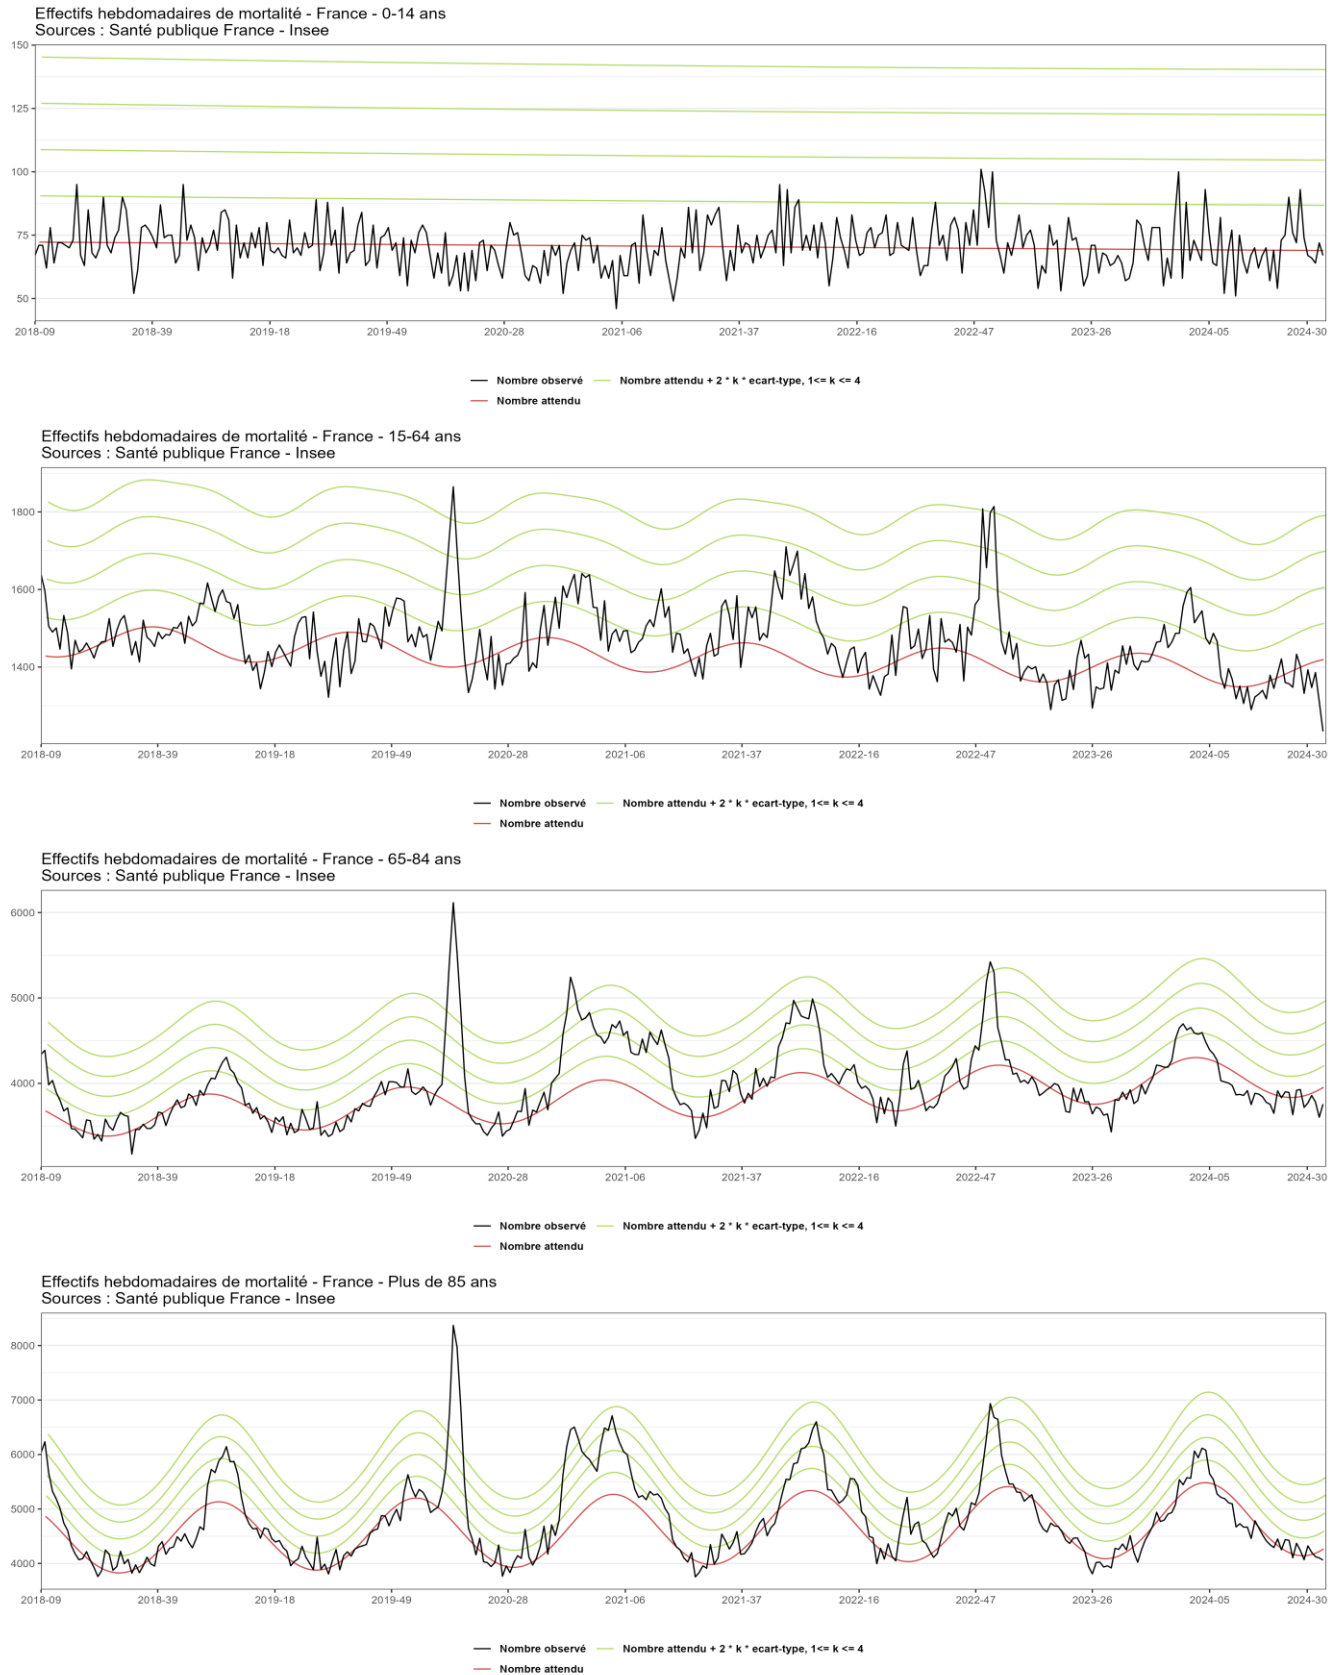 Effectifs hebdomadaires de mortalité - France - 0-14 ans
Sources : Santé publique France - Insee
150
125
100
75
50
2018-09 2018-39 2019-18 2019-49 2020-28 2021-06 2021-37 2022-16 2022-47 2023-26 2024-05 2024-30
Nombre observé Nombre attendu + 2 * k * ecart-type, 1<= k <= 4
Nombre attendu
Effectifs hebdomadaires de mortalité - France - 15-64 ans
Sources : Santé publique France - Insee
1800
1600
1400
2018-09 2018-39 2019-18 2019-49 2020-28 2021-06 2021-37 2022-16 2022-47 2023-26 2024-05 2024-30
Nombre observé Nombre attendu + 2 * k * ecart-type, 1<= k <= 4
Nombre attendu
Effectifs hebdomadaires de mortalité - France - 65-84 ans
Sources : Santé publique France - Insee
6000
5000
4000
2018-09 2018-39 2019-18 2019-49 2020-28 2021-06 2021-37 2022-16 2022-47 2023-26 2024-05 2024-30
Nombre observé Nombre attendu + 2 * k * ecart-type, 1<= k <= 4
Nombre attendu
Effectifs hebdomadaires de mortalité - France - Plus de 85 ans
Sources : Santé publique France - Insee
8000
7000
6000
5000
4000
2018-09 2018-39 2019-18 2019-49 2020-28 2021-06 2021-37 2022-16 2022-47 2023-26 2024-05 2024-30
Nombre observé Nombre attendu + 2 * k * ecart-type, 1<= k <= 4
Nombre attendu